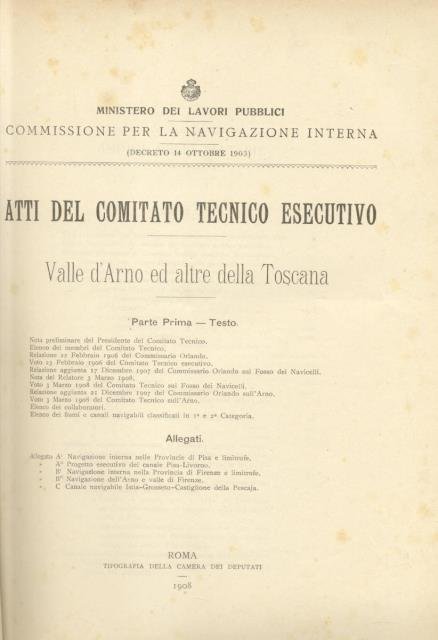 MINISTERO DEI LAVORI PUBBLICI
COMMISSIONE PER LA NAVIGAZIONE INTERNA
(DECRETO 14 OTTOBRE 1903)
ATTI DEL COMITATO TECNICO ESECUTIVO
Valle d'Arno ed altre della Toscana
Parte Prima — Testo.
Nota preliminare del Presidente del Comitato Tecnico.
Elenco dei membri del Comitato Tecnico.
Relazione 22 Febbraio 1906 del Commissario Orlando.
Voto 23 Febbraio 1906 del Comitato Tecnico esecutivo.
Relazione aggiunta 17 Dicembre 1907 del Commissario Orlando sui Fosso dei Navicelli.
Nota del Relatore 3 Marzo 1908.
Voto 3 Marzo 1908 del Comitato Tecnico sui Fosso dei Navicelli.
Relazione aggiunta 21 Dicembre 1907 del Commissario Orlando sull'Arno.
Voto 3 Marzo 1908 del Comitato Tecnico sull'Arno.
Elenco dei collaboratori.
Elenco dei fiumi e canali navigabili classificati in 1ª e 2ª Categoria.
Allegati.
Allegato A' Navigazione interna nelle Provincie di Pisa e limitrofe.
» A" Progetto esecutivo del canale Pisa-Livorno.
» B' Navigazione interna nella Provincia di Firenze e limitrofe.
» B" Navigazione dell'Arno e valle di Firenze.
» C Canale navigabile Istia-Grosseto-Castiglione della Pescaja.
ROMA
TIPOGRAFIA DELLA CAMERA DEI DEPUTATI
1908